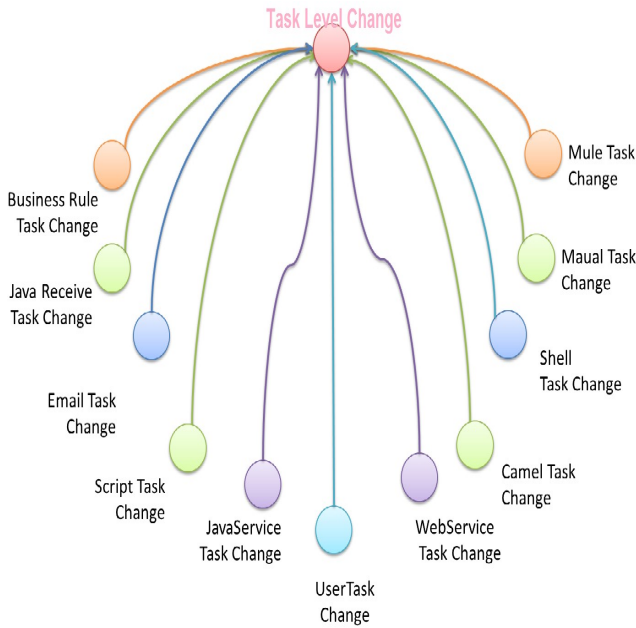 Task Level Change
Mule Task
Change
Business Rule
Task Change
Maual Task
Change
Java Receive
Task Change
Shell
Task Change
Email Task
Change
Camel Task
Change
Script Task
Change
JavaService
Task Change
WebService
Task Change
UserTask
Change